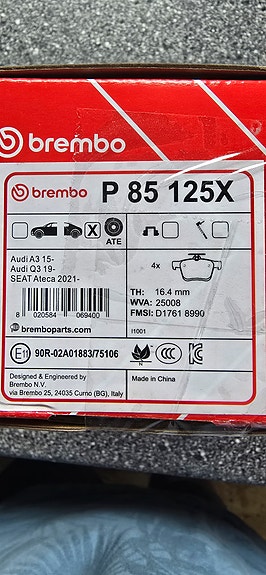 brembo
brembo P 85 125X
X ATE
Audi A3 15-
Audi Q3 19-
SEAT Ateca 2021-
4x
8 020584 069400
TH: 16.4 mm
WVA: 25008
FMSI: D1761 8990
bremboparts.com
I1001
E11 90R-02A01883/75106
N
CCC
Designed & Engineered by
Brembo N.V.
via Brembo 25, 24035 Curno (BG), Italy
Made in China